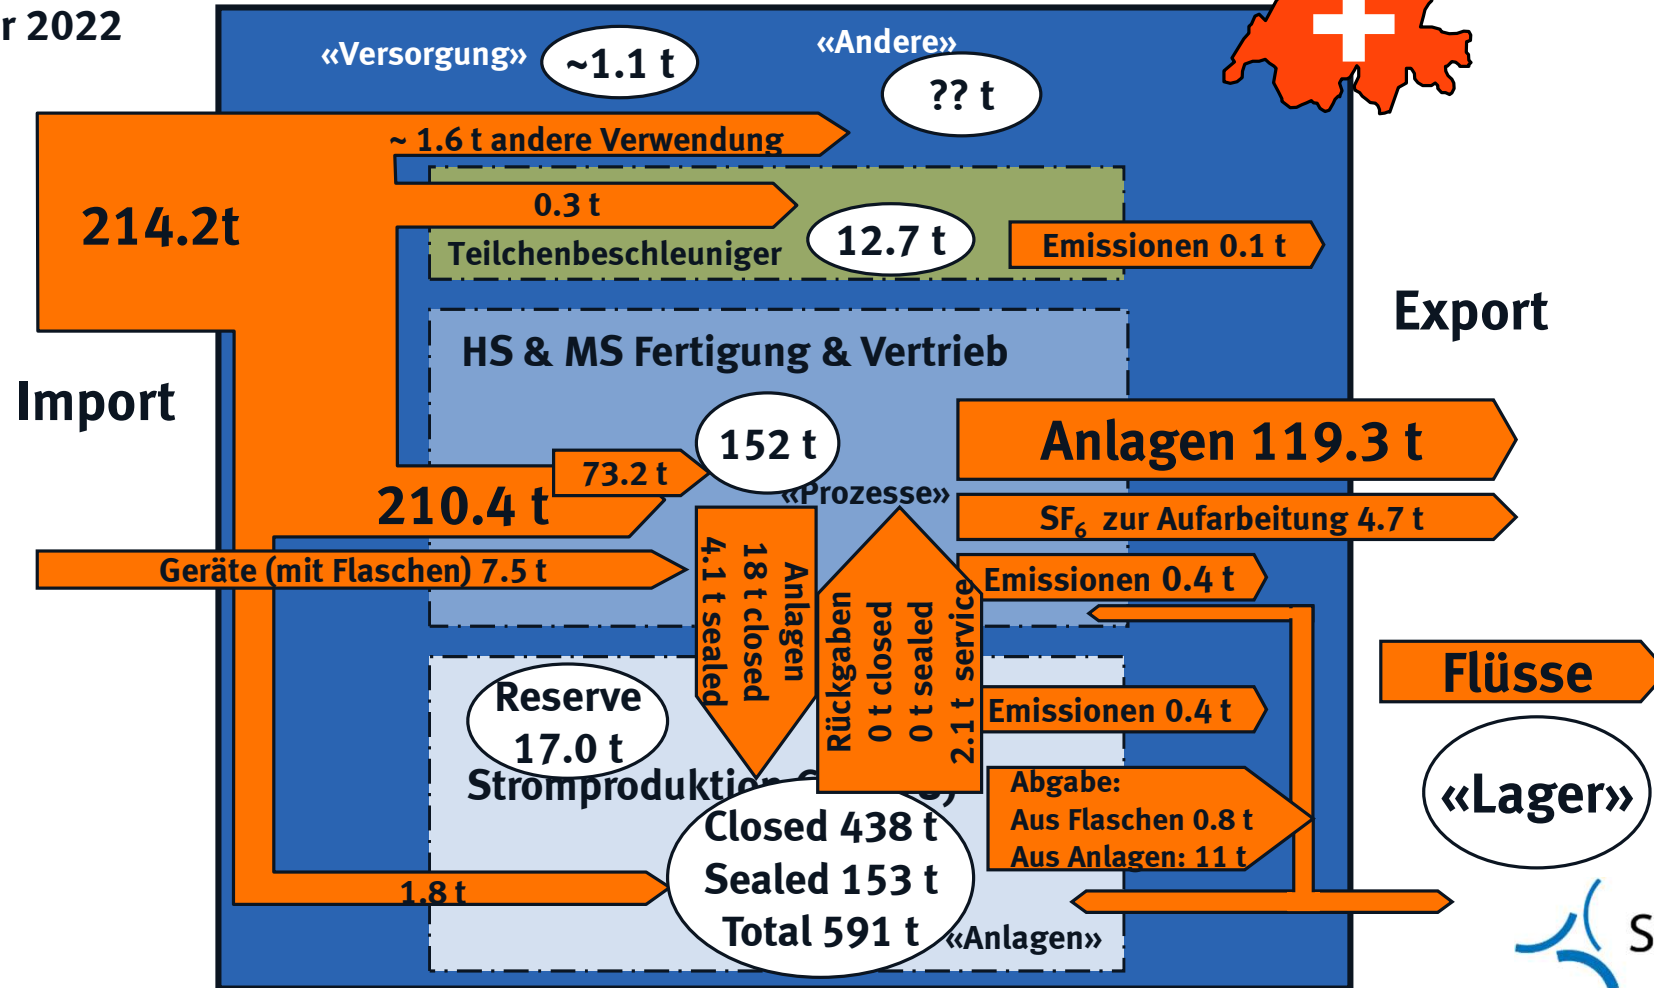 r 2022
«Versorgung»
~1.1 t
«Andere»
?? t
~ 1.6 t andere Verwendung
214.2t
0.3 t
Teilchenbeschleuniger
12.7 t
Emissionen 0.1 t
Export
HS & MS Fertigung & Vertrieb
Import
152 t
«Prozesse»
Anlagen 119.3 t
73.2 t
210.4 t
SF6 zur Aufarbeitung 4.7 t
Geräte (mit Flaschen) 7.5 t
Emissionen 0.4 t
Anlagen
18 t closed
4.1 t sealed
Rückgaben
0 t closed
0 t sealed
2.1 t service
Flüsse
Reserve
17.0 t
Emissionen 0.4 t
Stromproduktion
Abgabe:
Aus Flaschen 0.8 t
Aus Anlagen: 11 t
«Lager»
Closed 438 t
Sealed 153 t
Total 591 t
1.8 t
«Anlagen»
S